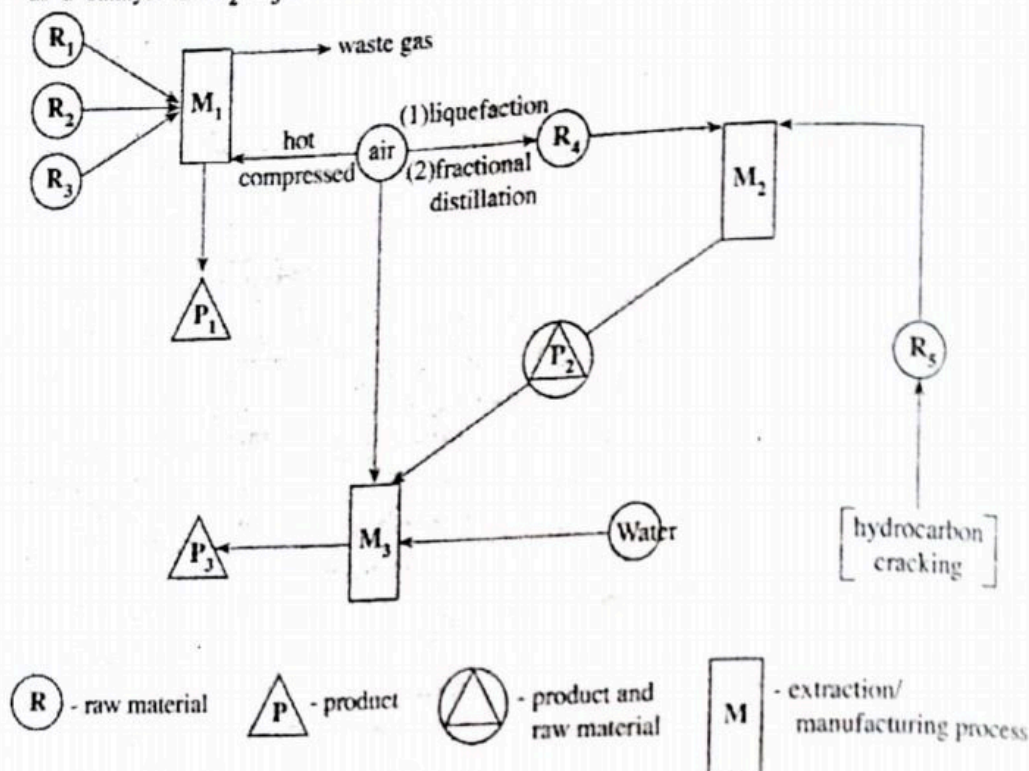 R₁
waste gas
R₂
M₁
(1)liquefaction
hot
air
R₄
compressed
(2)fractional
distillation
M₂
R₃
P₁
P₂
R₅
M₃
Water
P₃
[hydrocarbon
cracking]
R - raw material
P - product
- product and
raw material
M - extraction/
manufacturing process